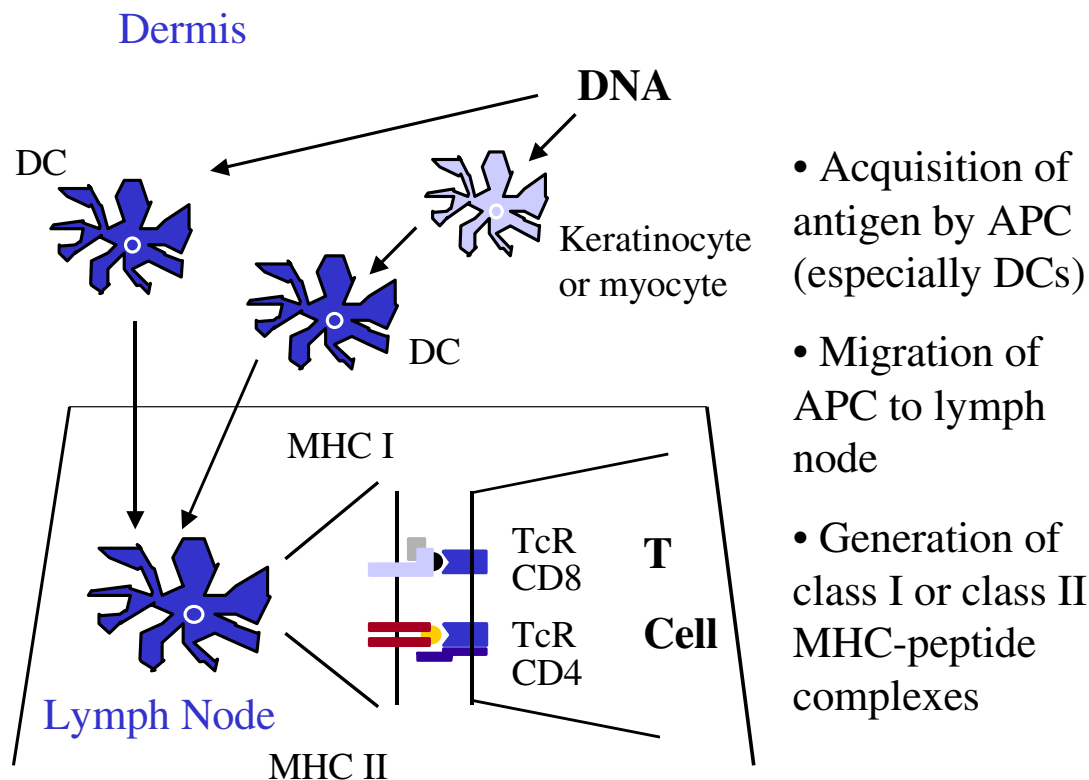 Dermis
DNA
DC
Keratinocyte
or myocyte
DC
MHC I
TcR
CD8
T
TcR
CD4
Cell
Lymph Node
MHC II
• Acquisition of
antigen by APC
(especially DCs)
• Migration of
APC to lymph
node
• Generation of
class I or class II
MHC-peptide
complexes